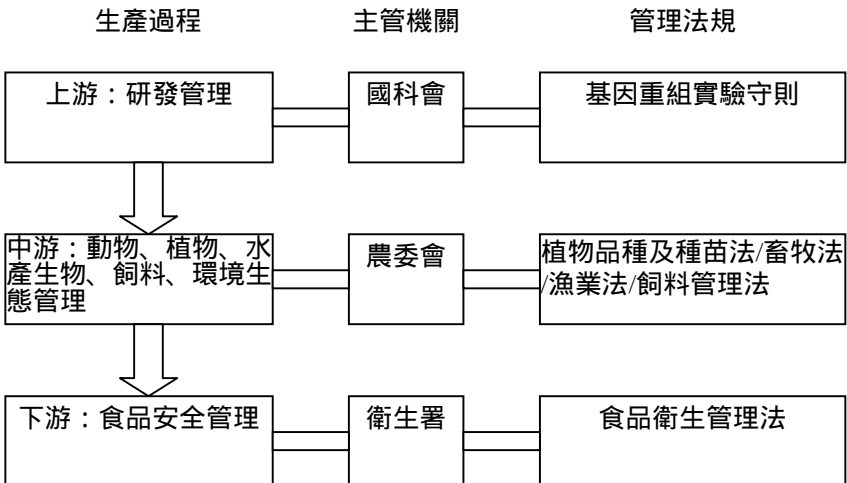 生產過程 主管機關 管理法規
上游：研發管理 國科會 基因重組實驗守則
中游：動物、植物、水
產生物、飼料、環境生
態管理
農委會
植物品種及種苗法/畜牧法
/漁業法/飼料管理法
下游：食品安全管理 衛生署 食品衛生管理法